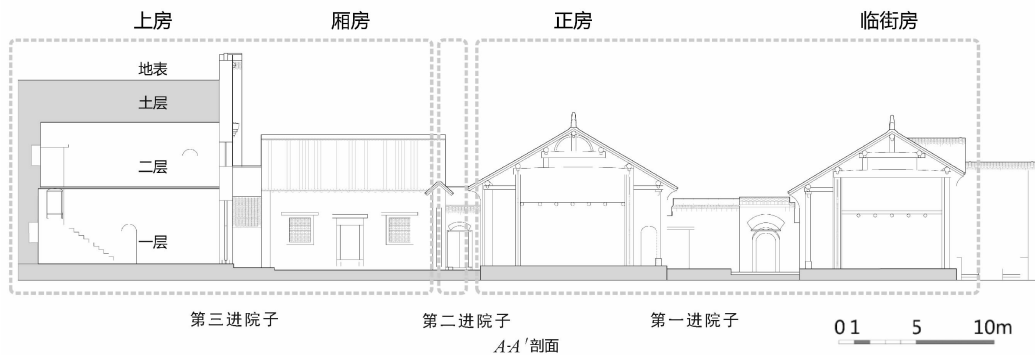 上房 厢房 正房 临街房
地表
土层
二层
一层
第三进院子 第二进院子 第一进院子
0 1 5 10m
A-A'剖面